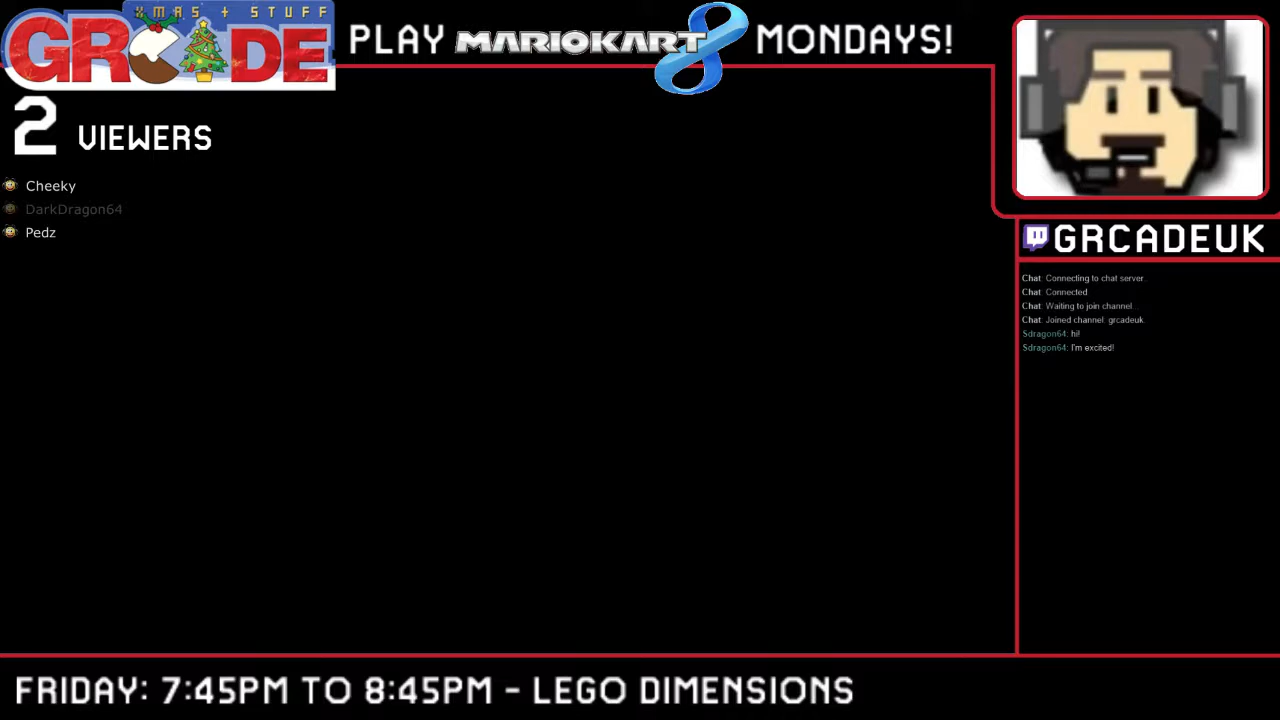 XMAS + STUFF
GRCADE
PLAY MARIOKART 8 MONDAYS!
2 VIEWERS
Cheeky
DarkDragon64
Pedz
GRCADEUK
Chat: Connecting to chat server...
Chat: Connected
Chat: Waiting to join channel...
Chat: Joined channel: grcadeuk.
Sdragon64: hi!
Sdragon64: I'm excited!
FRIDAY: 7:45PM TO 8:45PM - LEGO DIMENSIONS